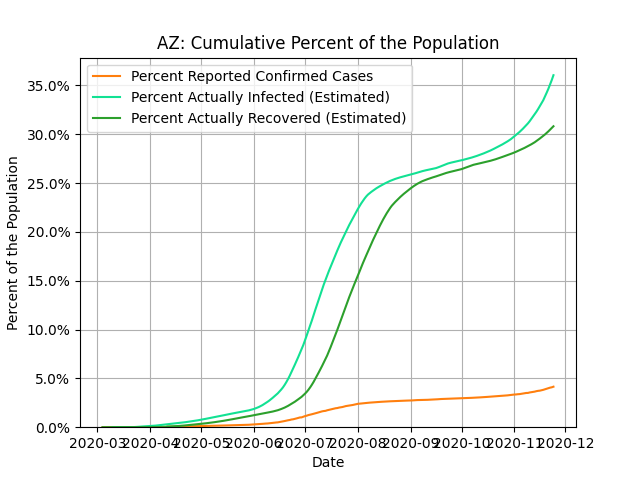 AZ: Cumulative Percent of the Population
Percent Reported Confirmed Cases
Percent Actually Infected (Estimated)
Percent Actually Recovered (Estimated)
Percent of the Population
35.0%
30.0%
25.0%
20.0%
15.0%
10.0%
5.0%
0.0%
2020-03 2020-04 2020-05 2020-06 2020-07 2020-08 2020-09 2020-10 2020-11 2020-12
Date